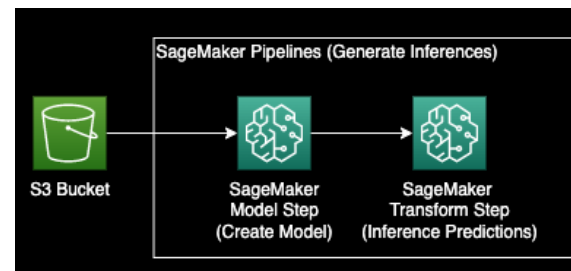 SageMaker Pipelines (Generate Inferences)
S3 Bucket
SageMaker
Model Step
(Create Model)
SageMaker
Transform Step
(Inference Predictions)